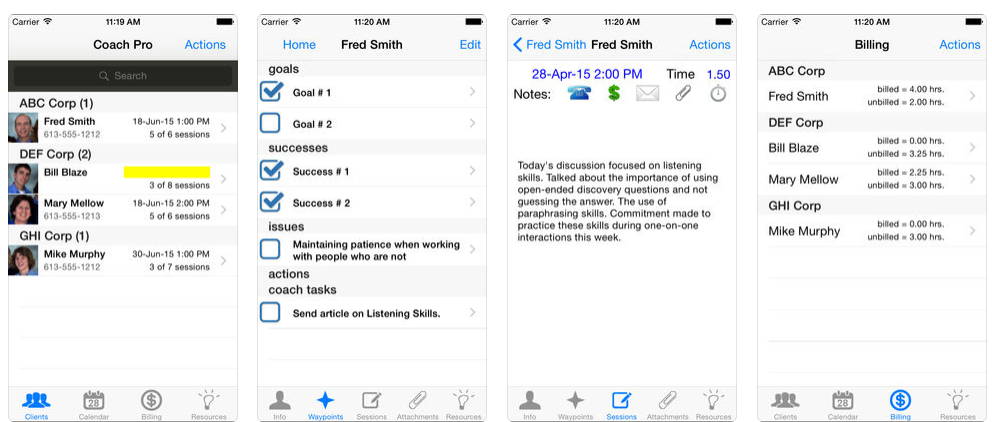 Carrier 11:19 AM
Coach Pro Actions
Search
ABC Corp (1)
Fred Smith 18-Jun-15 1:00 PM
613-555-1212 5 of 6 sessions
DEF Corp (2)
Bill Blaze
3 of 8 sessions
Mary Mellow 18-Jun-15 2:00 PM
613-555-1213 5 of 6 sessions
GHI Corp (1)
Mike Murphy 30-Jun-15 1:00 PM
613-555-1212 3 of 7 sessions
28
Clients Calendar Billing Resources
Carrier 11:20 AM
Home Fred Smith Edit
goals
Goal # 1
Goal # 2
successes
Success # 1
Success # 2
issues
Maintaining patience when working
with people who are not
actions
coach tasks
Send article on Listening Skills.
Info Waypoints Sessions Attachments Resources
Carrier 11:20 AM
Fred Smith Fred Smith Actions
28-Apr-15 2:00 PM Time 1.50
Notes: $
Today's discussion focused on listening
skills. Talked about the importance of using
open-ended discovery questions and not
guessing the answer. The use of
paraphrasing skills. Commitment made to
practice these skills during one-on-one
interactions this week.
Info Waypoints Sessions Attachments Resources
Carrier 11:20 AM
Billing Actions
ABC Corp
Fred Smith billed = 4.00 hrs.
unbilled = 2.00 hrs.
DEF Corp
Bill Blaze billed = 0.00 hrs.
unbilled = 3.25 hrs.
Mary Mellow billed = 2.25 hrs.
unbilled = 3.00 hrs.
GHI Corp
Mike Murphy billed = 0.00 hrs.
unbilled = 3.00 hrs.
28
Clients Calendar Billing Resources